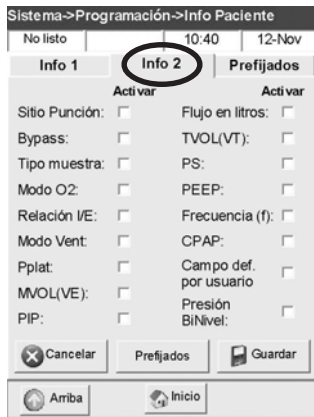 Sistema->Programación->Info Paciente
No listo 10:40 12-Nov
Info 1 Info 2 Prefijados
Activar Activar
Sitio Punción: Flujo en litros:
Bypass: TVOL(VT):
Tipo muestra: PS:
Modo O2: PEEP:
Relación I/E: Frecuencia (f):
Modo Vent: CPAP:
Pplat: Campo def.
por usuario
MVOL(VE): Presión
PIP: BiNivel:
Cancelar Prefijados Guardar
Arriba Inicio